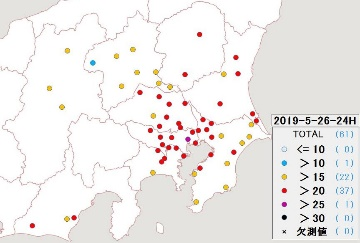 2019-5-26-24H
TOTAL (61)
<= 10 ( 0)
> 10 ( 1)
> 15 ( 22)
> 20 ( 37)
> 25 ( 1)
> 30 ( 0)
× 欠測値 ( 0)